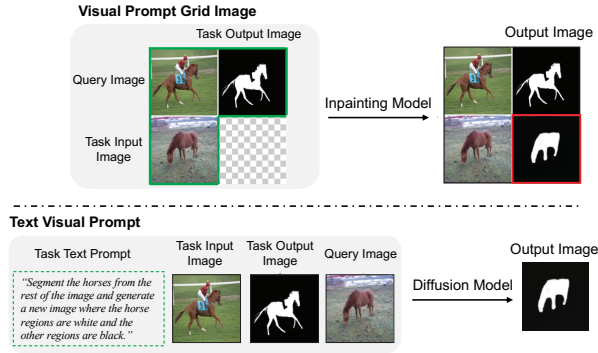 Visual Prompt Grid Image
Task Output Image
Output Image
Query Image
Inpainting Model
Task Input
Image
Text Visual Prompt
Task Text Prompt
Task Input
Image
Task Output
Image
Query Image
Output Image
“Segment the horses from the
rest of the image and generate
a new image where the horse
regions are white and the
other regions are black.”
Diffusion Model